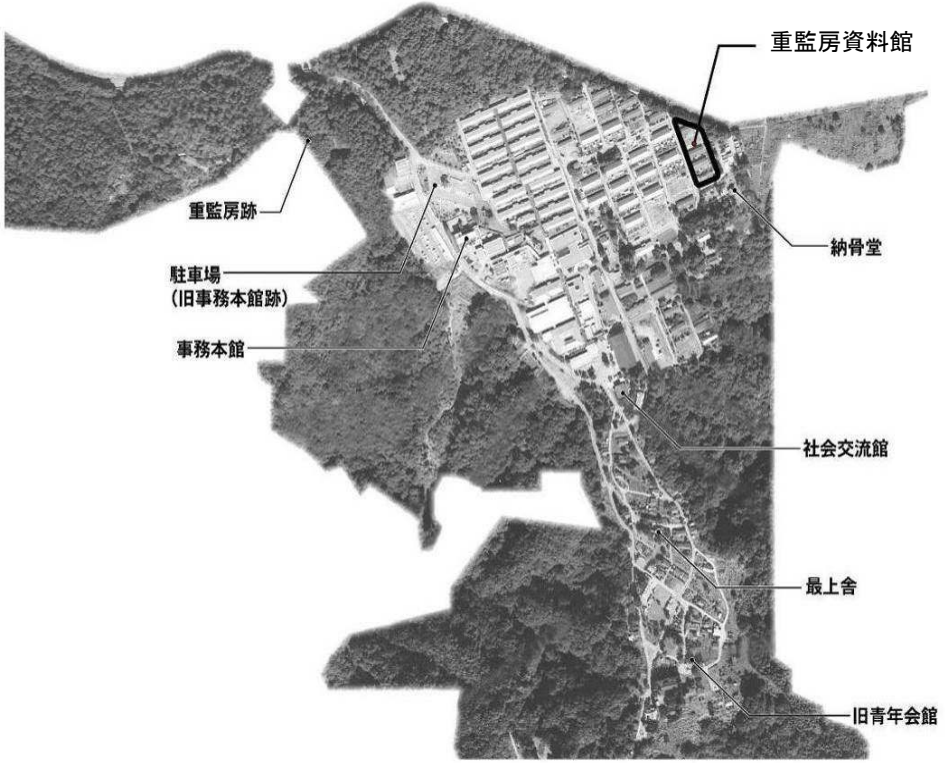 重監房資料館
重監房跡
納骨堂
駐車場
(旧事務本館跡)
事務本館
社会交流館
最上舎
旧青年会館